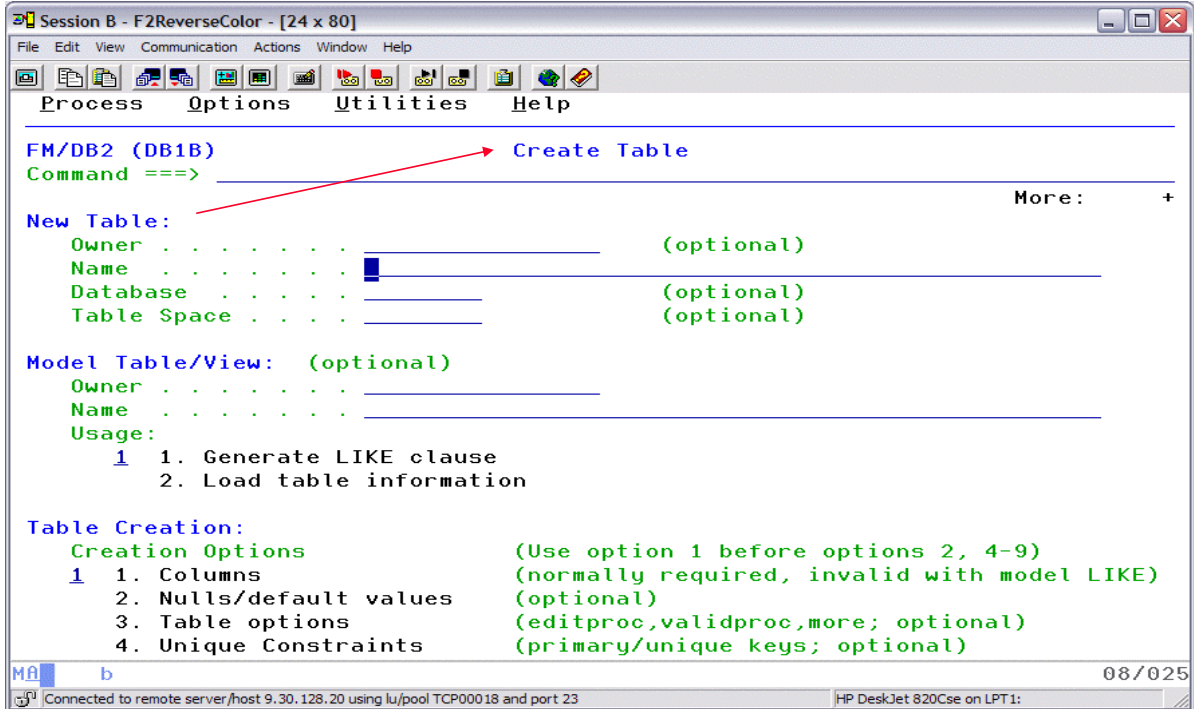 Session B - F2ReverseColor - [24 x 80]
File Edit View Communication Actions Window Help
Process Options Utilities Help
FM/DB2 (DB1B) Create Table
Command ===>
More: +
New Table:
Owner . . . . . . . (optional)
Name . . . . . . .
Database . . . . . (optional)
Table Space . . . . (optional)
Model Table/View: (optional)
Owner . . . . . . .
Name . . . . . . .
Usage:
1 1. Generate LIKE clause
2. Load table information
Table Creation:
Creation Options (Use option 1 before options 2, 4-9)
1 1. Columns (normally required, invalid with model LIKE)
2. Nulls/default values (optional)
3. Table options (editproc,validproc,more; optional)
4. Unique Constraints (primary/unique keys; optional)
MA b 08/025
Connected to remote server/host 9.30.128.20 using lu/pool TCP00018 and port 23 HP DeskJet 820Cse on LPT1: